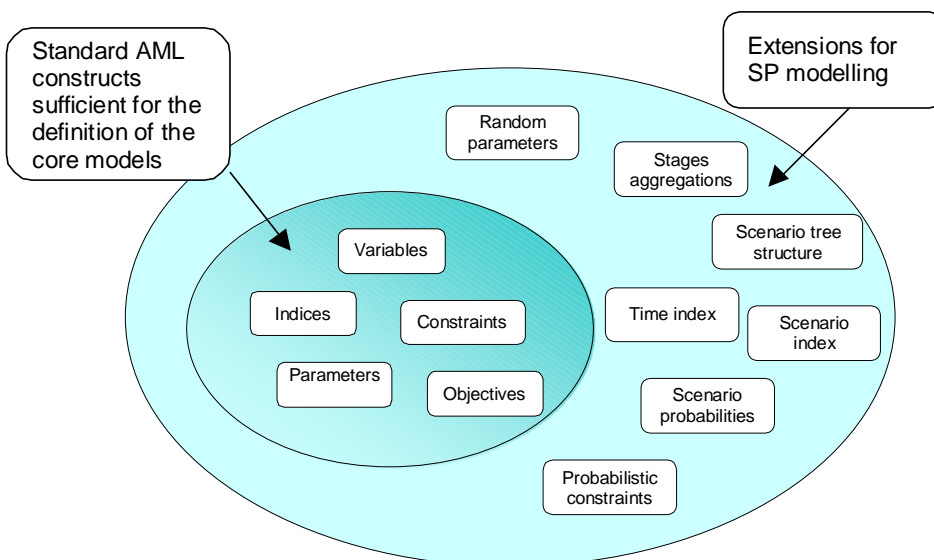 Standard AML
constructs
sufficient for the
definition of the
core models
Extensions for
SP modelling
Random
parameters
Stages
aggregations
Scenario tree
structure
Variables
Indices
Constraints
Time index
Scenario
index
Parameters
Objectives
Scenario
probabilities
Probabilistic
constraints